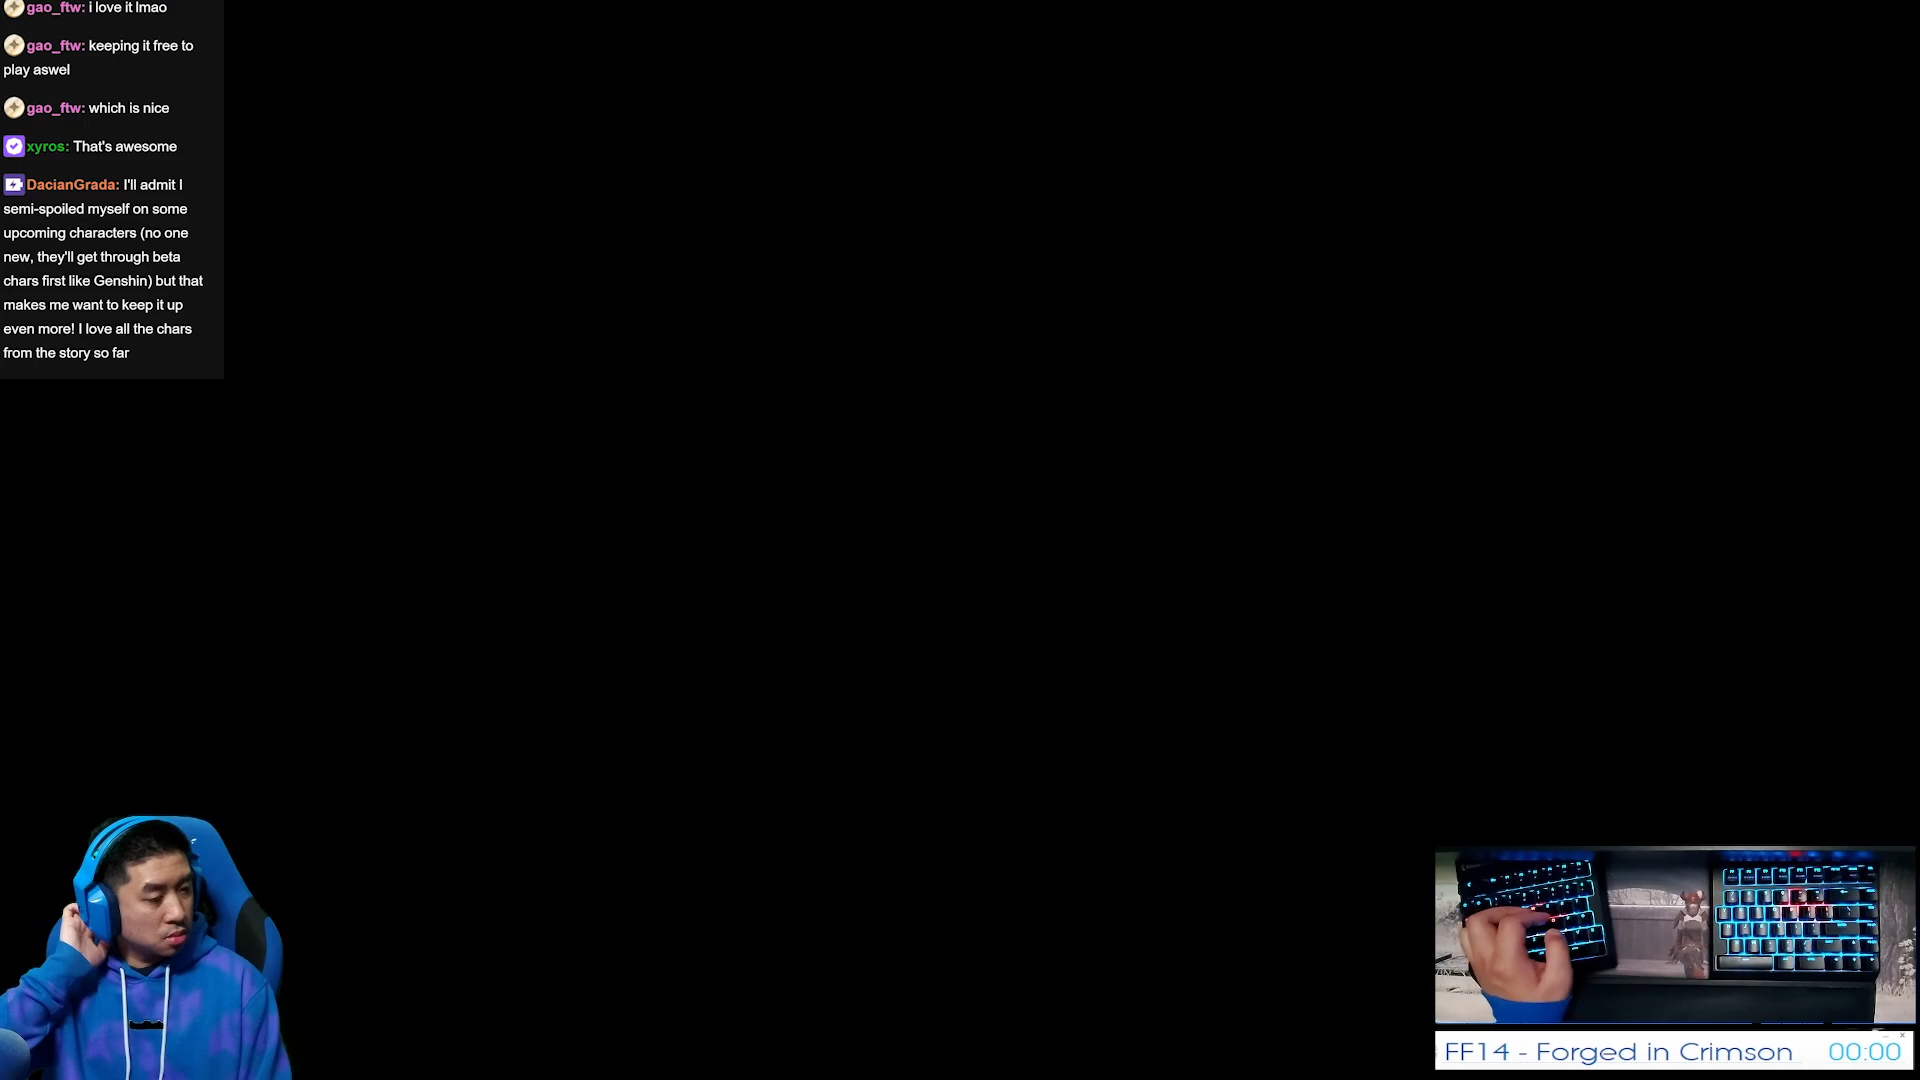 gao_ftw: i love it lmao
gao_ftw: keeping it free to
play aswel
gao_ftw: which is nice
xyros: That's awesome
DacianGrada: I'll admit I
semi-spoiled myself on some
upcoming characters (no one
new, they'll get through beta
chars first like Genshin) but that
makes me want to keep it up
even more! I love all the chars
from the story so far
FF14 - Forged in Crimson 00:00